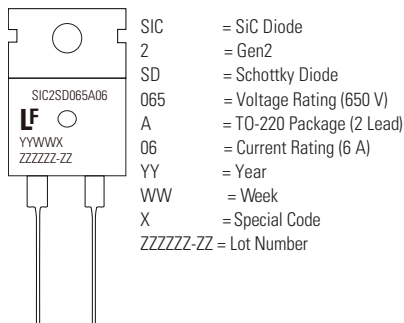 SIC2SD065A06
LF
YYWWX
ZZZZZZ-ZZ
SIC = SiC Diode
2 = Gen2
SD = Schottky Diode
065 = Voltage Rating (650 V)
A = TO-220 Package (2 Lead)
06 = Current Rating (6 A)
YY = Year
WW = Week
X = Special Code
ZZZZZZ-ZZ = Lot Number